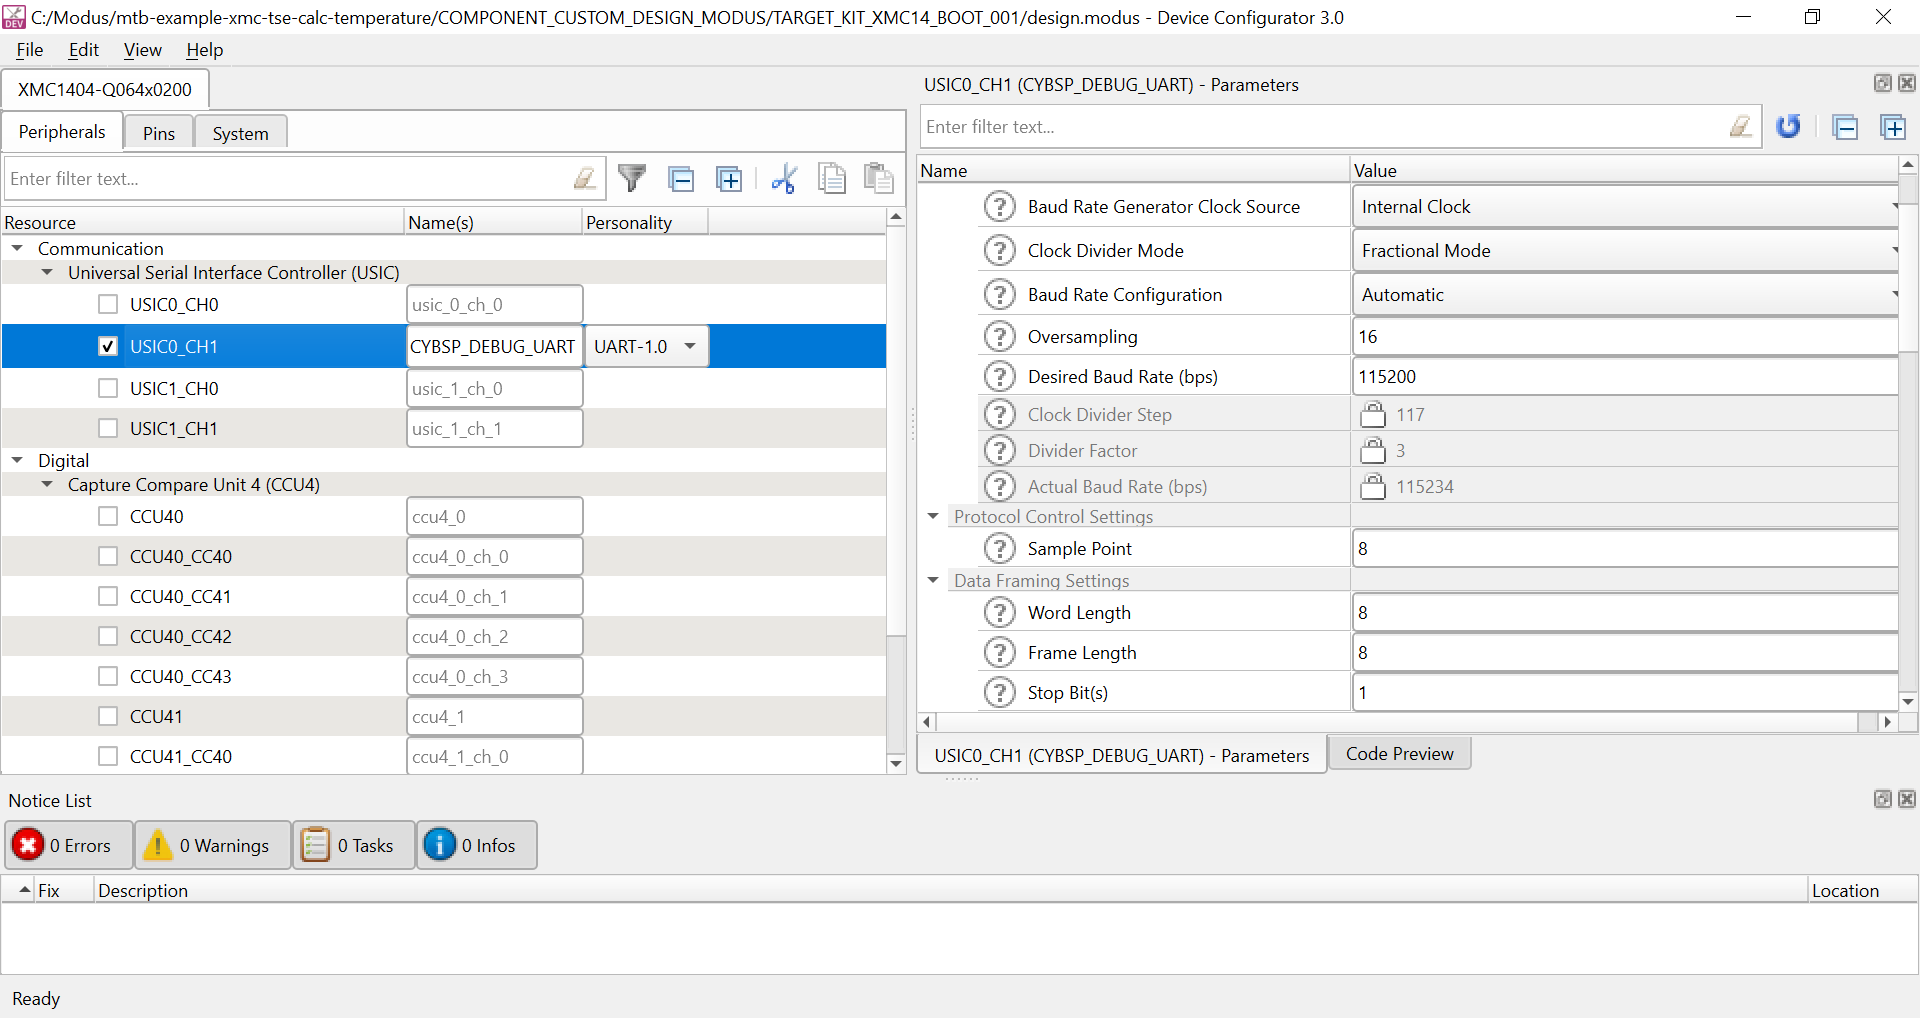 C:/Modus/mtb-example-xmc-tse-calc-temperature/COMPONENT_CUSTOM_DESIGN_MODUS/TARGET_KIT_XMC14_BOOT_001/design.modus - Device Configurator 3.0
File Edit View Help
XMC1404-Q064x0200
Peripherals Pins System
Enter filter text...
Resource Name(s) Personality
Communication
Universal Serial Interface Controller (USIC)
USIC0_CH0 usic_0_ch_0
USIC0_CH1 CYBSP_DEBUG_UART UART-1.0
USIC1_CH0 usic_1_ch_0
USIC1_CH1 usic_1_ch_1
Digital
Capture Compare Unit 4 (CCU4)
CCU40 ccu4_0
CCU40_CC40 ccu4_0_ch_0
CCU40_CC41 ccu4_0_ch_1
CCU40_CC42 ccu4_0_ch_2
CCU40_CC43 ccu4_0_ch_3
CCU41 ccu4_1
CCU41_CC40 ccu4_1_ch_0
USIC0_CH1 (CYBSP_DEBUG_UART) - Parameters
Enter filter text...
Name Value
Baud Rate Generator Clock Source Internal Clock
Clock Divider Mode Fractional Mode
Baud Rate Configuration Automatic
Oversampling 16
Desired Baud Rate (bps) 115200
Clock Divider Step 117
Divider Factor 3
Actual Baud Rate (bps) 115234
Protocol Control Settings
Sample Point 8
Data Framing Settings
Word Length 8
Frame Length 8
Stop Bit(s) 1
USIC0_CH1 (CYBSP_DEBUG_UART) - Parameters Code Preview
Notice List
0 Errors 0 Warnings 0 Tasks 0 Infos
Fix Description Location
Ready